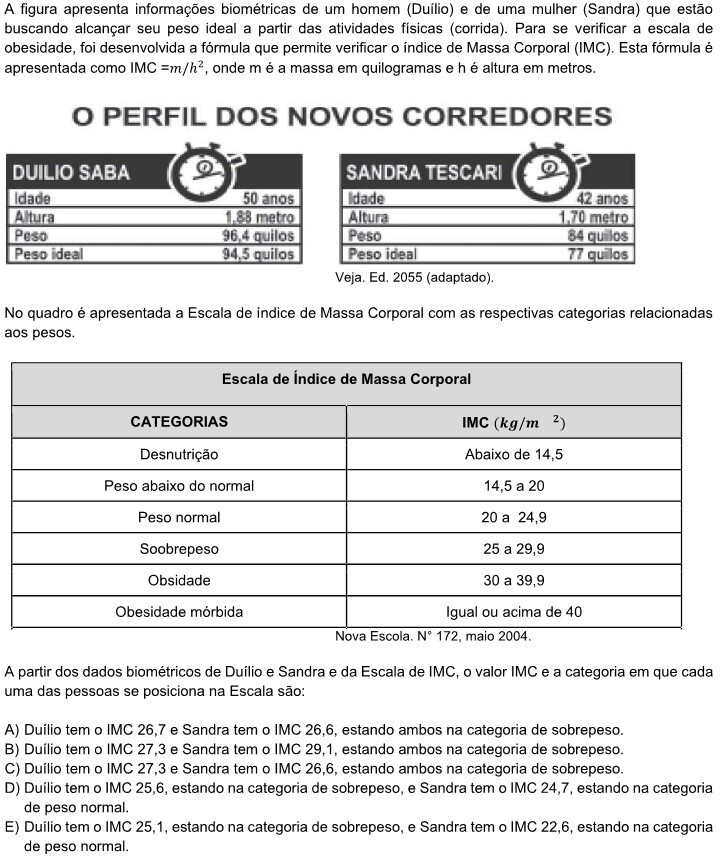 A figura apresenta informações biométricas de um homem (Duílio) e de uma mulher (Sandra) que estão
buscando alcançar seu peso ideal a partir das atividades físicas (corrida). Para se verificar a escala de
obesidade, foi desenvolvida a fórmula que permite verificar o índice de Massa Corporal (IMC). Esta fórmula é
apresentada como IMC =m/h², onde m é a massa em quilogramas e h é altura em metros.
O PERFIL DOS NOVOS CORREDORES
DUILIO SABA
Idade 50 anos
Altura 1,88 metro
Peso 96,4 quilos
Peso ideal 94,5 quilos
SANDRA TESCARI
Idade 42 anos
Altura 1,70 metro
Peso 84 quilos
Peso ideal 77 quilos
Veja. Ed. 2055 (adaptado).
No quadro é apresentada a Escala de índice de Massa Corporal com as respectivas categorias relacionadas
aos pesos.
Escala de Índice de Massa Corporal
CATEGORIAS IMC (kg/m ²)
Desnutrição Abaixo de 14,5
Peso abaixo do normal 14,5 a 20
Peso normal 20 a 24,9
Soobrepeso 25 a 29,9
Obsidade 30 a 39,9
Obesidade mórbida Igual ou acima de 40
Nova Escola. N° 172, maio 2004.
A partir dos dados biométricos de Duílio e Sandra e da Escala de IMC, o valor IMC e a categoria em que cada
uma das pessoas se posiciona na Escala são:
A) Duílio tem o IMC 26,7 e Sandra tem o IMC 26,6, estando ambos na categoria de sobrepeso.
B) Duílio tem o IMC 27,3 e Sandra tem o IMC 29,1, estando ambos na categoria de sobrepeso.
C) Duílio tem o IMC 27,3 e Sandra tem o IMC 26,6, estando ambos na categoria de sobrepeso.
D) Duílio tem o IMC 25,6, estando na categoria de sobrepeso, e Sandra tem o IMC 24,7, estando na categoria
de peso normal.
E) Duílio tem o IMC 25,1, estando na categoria de sobrepeso, e Sandra tem o IMC 22,6, estando na categoria
de peso normal.